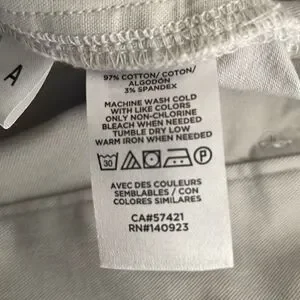 A
97% COTTON/ COTON/
ALGODÓN
3% SPANDEX
MACHINE WASH COLD
WITH LIKE COLORS
ONLY NON-CHLORINE
BLEACH WHEN NEEDED
TUMBLE DRY LOW
WARM IRON WHEN NEEDED
30 P
AVEC DES COULEURS
SEMBLABLES / CON
COLORES SIMILARES
CA#57421
RN#140923